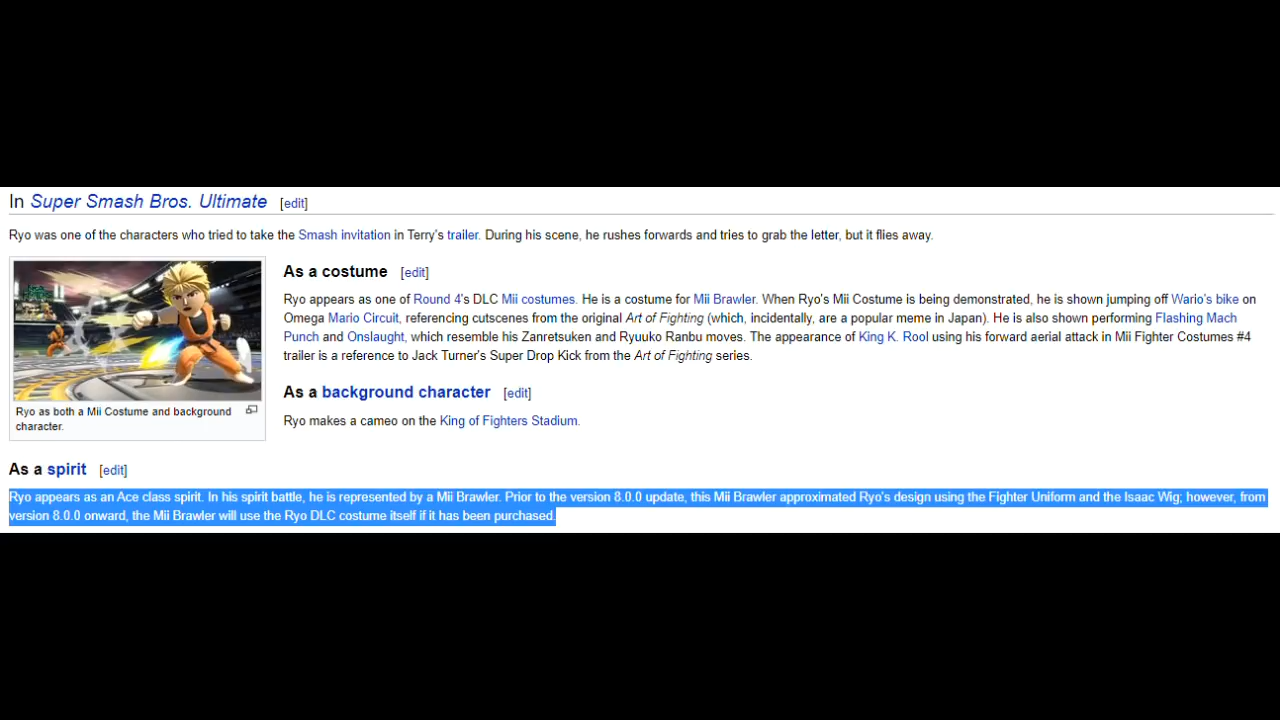 In Super Smash Bros. Ultimate [edit]
Ryo was one of the characters who tried to take the Smash invitation in Terry's trailer. During his scene, he rushes forwards and tries to grab the letter, but it flies away.
Ryo as both a Mii Costume and background
character.
As a costume [edit]
Ryo appears as one of Round 4's DLC Mii costumes. He is a costume for Mii Brawler. When Ryo's Mii Costume is being demonstrated, he is shown jumping off Wario's bike on
Omega Mario Circuit, referencing cutscenes from the original Art of Fighting (which, incidentally, are a popular meme in Japan). He is also shown performing Flashing Mach
Punch and Onslaught, which resemble his Zanretsuken and Ryuuko Ranbu moves. The appearance of King K. Rool using his forward aerial attack in Mii Fighter Costumes #4
trailer is a reference to Jack Turner's Super Drop Kick from the Art of Fighting series.
As a background character [edit]
Ryo makes a cameo on the King of Fighters Stadium.
As a spirit [edit]
Ryo appears as an Ace class spirit. In his spirit battle, he is represented by a Mii Brawler. Prior to the version 8.0.0 update, this Mii Brawler approximated Ryo's design using the Fighter Uniform and the Isaac Wig; however, from
version 8.0.0 onward, the Mii Brawler will use the Ryo DLC costume itself if it has been purchased.